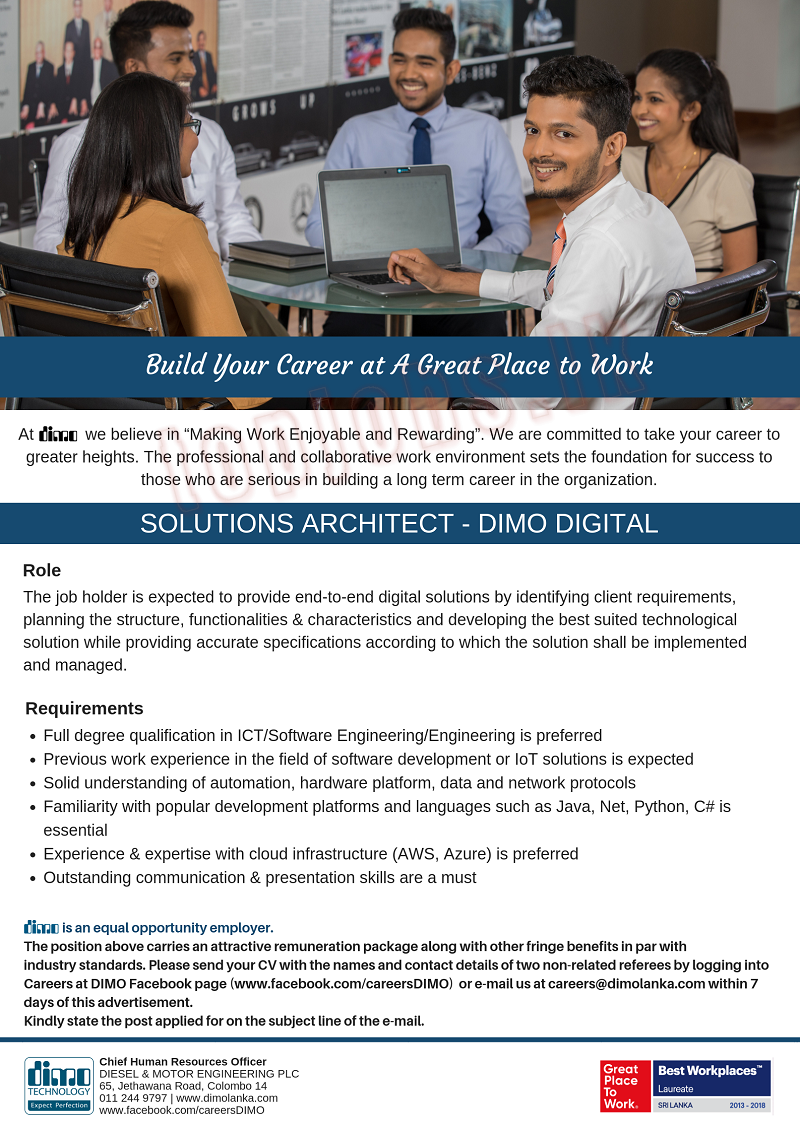 GROWS UP
Build Your Career at A Great Place to Work
At dimo we believe in “Making Work Enjoyable and Rewarding”. We are committed to take your career to
greater heights. The professional and collaborative work environment sets the foundation for success to
those who are serious in building a long term career in the organization.
SOLUTIONS ARCHITECT - DIMO DIGITAL
Role
The job holder is expected to provide end-to-end digital solutions by identifying client requirements,
planning the structure, functionalities & characteristics and developing the best suited technological
solution while providing accurate specifications according to which the solution shall be implemented
and managed.
Requirements
• Full degree qualification in ICT/Software Engineering/Engineering is preferred
• Previous work experience in the field of software development or IoT solutions is expected
• Solid understanding of automation, hardware platform, data and network protocols
• Familiarity with popular development platforms and languages such as Java, Net, Python, C# is
essential
• Experience & expertise with cloud infrastructure (AWS, Azure) is preferred
• Outstanding communication & presentation skills are a must
dimo is an equal opportunity employer.
The position above carries an attractive remuneration package along with other fringe benefits in par with
industry standards. Please send your CV with the names and contact details of two non-related referees by logging into
Careers at DIMO Facebook page (www.facebook.com/careersDIMO) or e-mail us at careers@dimolanka.com within 7
days of this advertisement.
Kindly state the post applied for on the subject line of the e-mail.
dimo
TECHNOLOGY
Expect Perfection
Chief Human Resources Officer
DIESEL & MOTOR ENGINEERING PLC
65, Jethawana Road, Colombo 14
011 244 9797 | www.dimolanka.com
www.facebook.com/careersDIMO
Great
Place
To
Work®
Best Workplaces™
Laureate
SRI LANKA 2013 - 2018